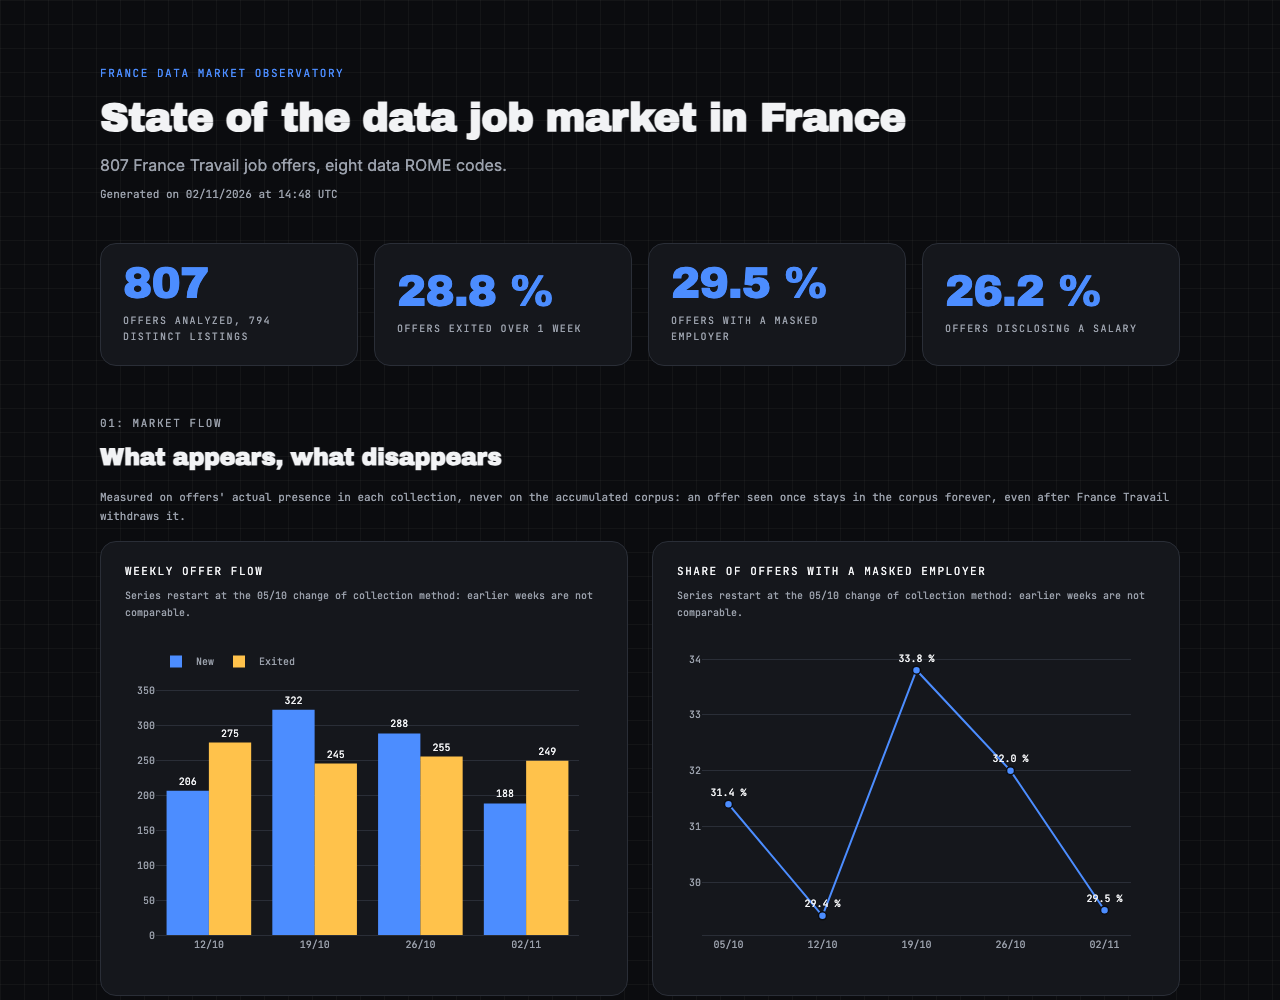 FRANCE DATA MARKET OBSERVATORY
State of the data job market in France
807 France Travail job offers, eight data ROME codes.
Generated on 02/11/2026 at 14:48 UTC
807
OFFERS ANALYZED, 794
DISTINCT LISTINGS
28.8 %
OFFERS EXITED OVER 1 WEEK
29.5 %
OFFERS WITH A MASKED
EMPLOYER
26.2 %
OFFERS DISCLOSING A SALARY
01: MARKET FLOW
What appears, what disappears
Measured on offers' actual presence in each collection, never on the accumulated corpus: an offer seen once stays in the corpus forever, even after France Travail
withdraws it.
WEEKLY OFFER FLOW
Series restart at the 05/10 change of collection method: earlier weeks are not
comparable.
New
Exited
350
300
250
200
150
100
50
0
206
275
322
245
288
255
188
249
12/10
19/10
26/10
02/11
SHARE OF OFFERS WITH A MASKED EMPLOYER
Series restart at the 05/10 change of collection method: earlier weeks are not
comparable.
34
33
32
31
30
31.4 %
29.4 %
33.8 %
32.0 %
29.5 %
05/10
12/10
19/10
26/10
02/11